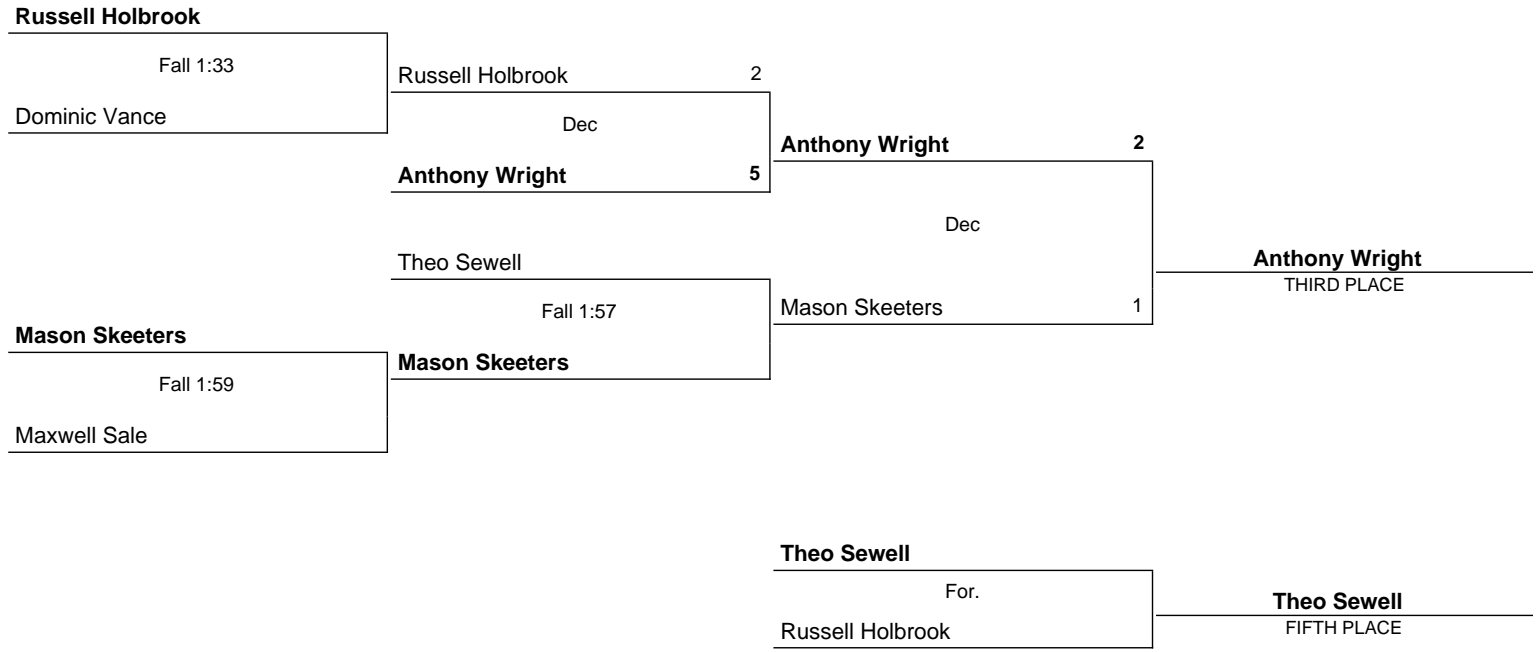 Russell Holbrook
Fall 1:33
Dominic Vance
Russell Holbrook 2
Dec
Anthony Wright 5
Anthony Wright 2
Dec
Mason Skeeters 1
Theo Sewell
Fall 1:57
Mason Skeeters
Mason Skeeters
Fall 1:59
Maxwell Sale
Anthony Wright
THIRD PLACE
Theo Sewell
For.
Russell Holbrook
Theo Sewell
FIFTH PLACE